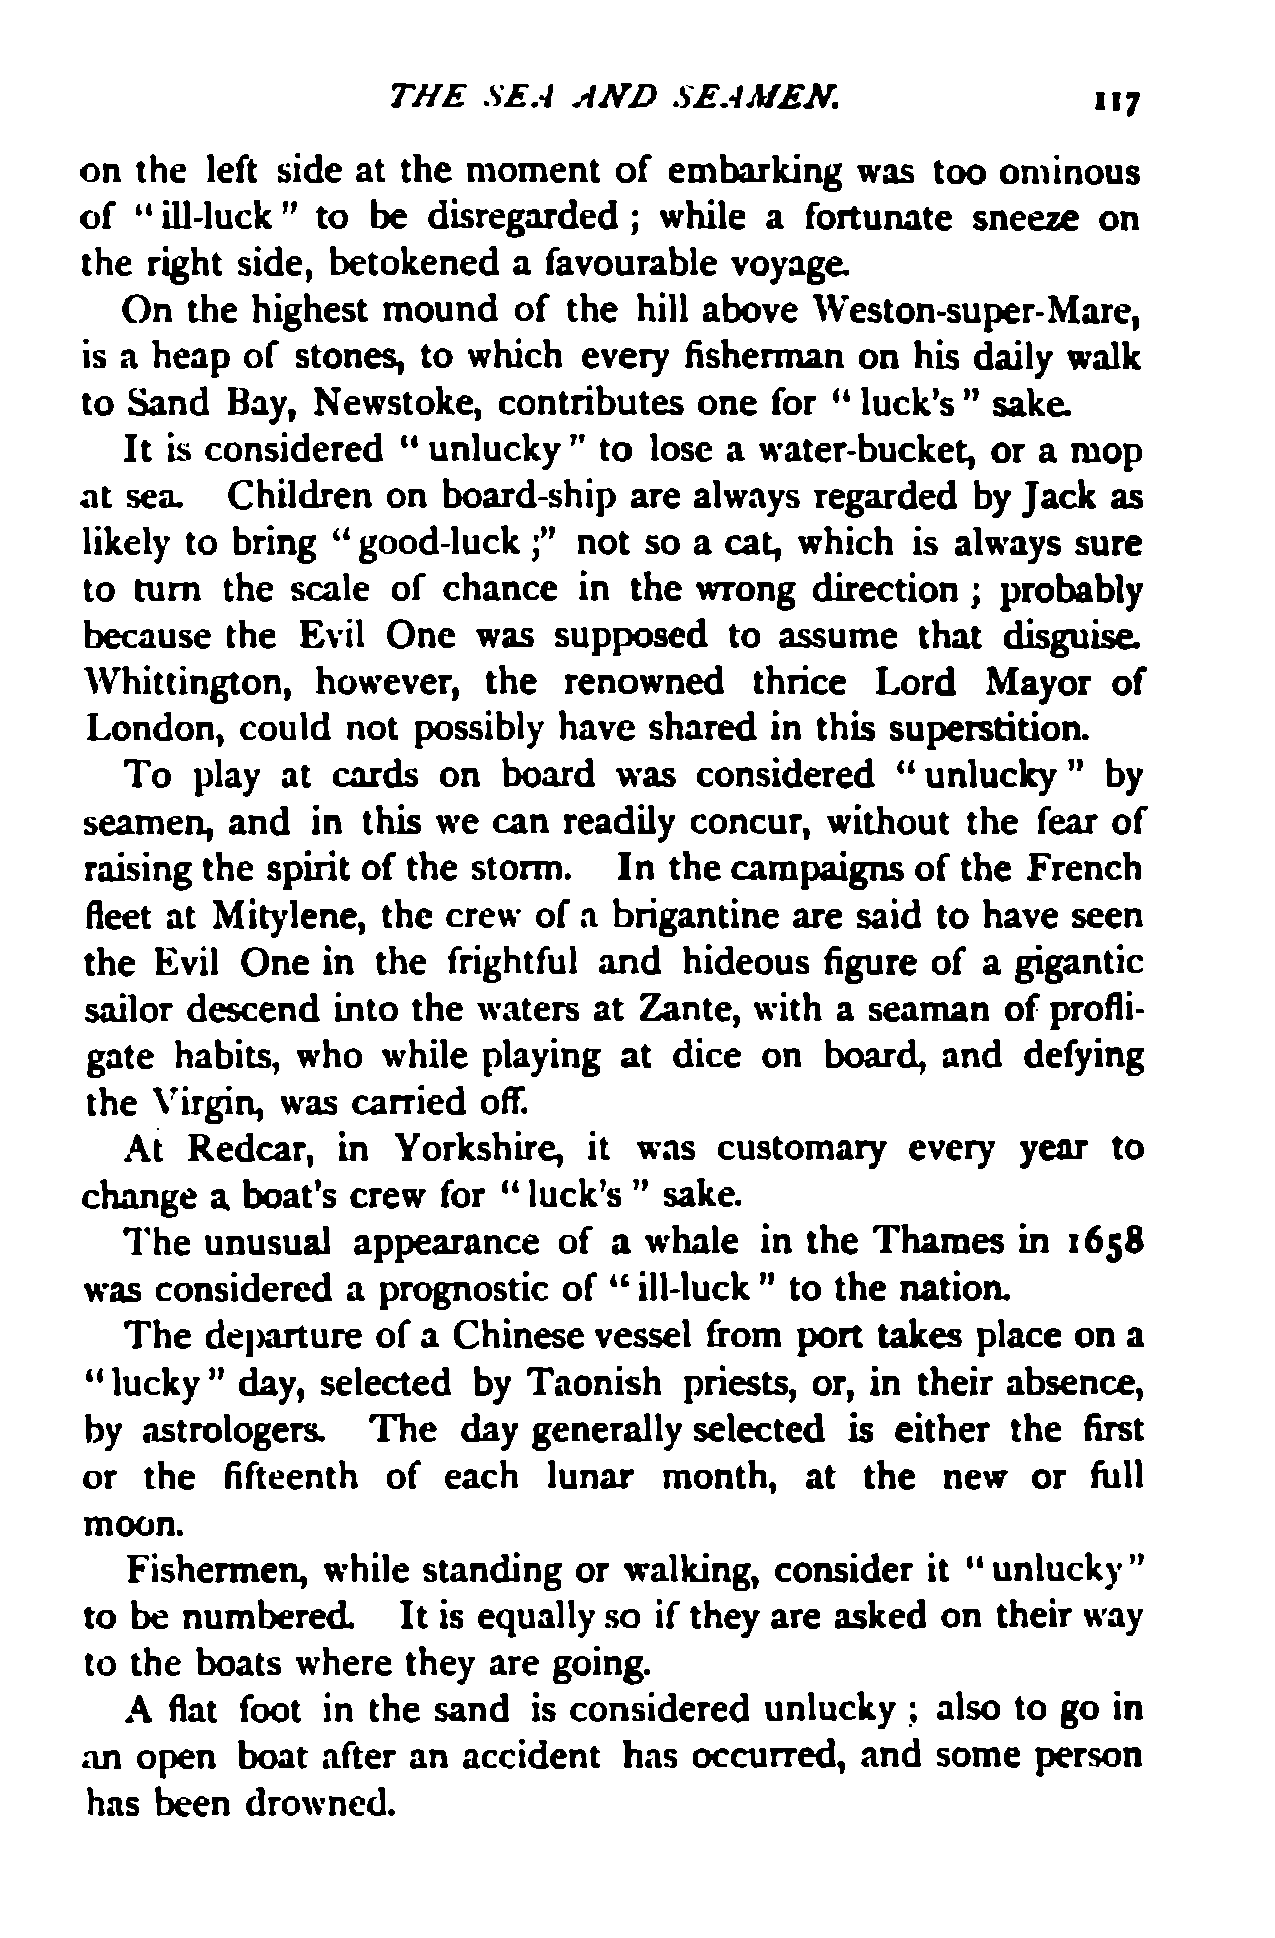 THE SEA AND SEAMEN. 117
on the left side at the moment of embarking was too ominous
of "ill-luck" to be disregarded; while a fortunate sneeze on
the right side, betokened a favourable voyage.
On the highest mound of the hill above Weston-super-Mare,
is a heap of stones, to which every fisherman on his daily walk
to Sand Bay, Newstoke, contributes one for "luck's" sake.
It is considered "unlucky" to lose a water-bucket, or a mop
at sea. Children on board-ship are always regarded by Jack as
likely to bring "good-luck;" not so a cat, which is always sure
to turn the scale of chance in the wrong direction; probably
because the Evil One was supposed to assume that disguise.
Whittington, however, the renowned thrice Lord Mayor of
London, could not possibly have shared in this superstition.
To play at cards on board was considered "unlucky" by
seamen, and in this we can readily concur, without the fear of
raising the spirit of the storm. In the campaigns of the French
fleet at Mitylene, the crew of a brigantine are said to have seen
the Evil One in the frightful and hideous figure of a gigantic
sailor descend into the waters at Zante, with a seaman of profli-
gate habits, who while playing at dice on board, and defying
the Virgin, was carried off.
At Redcar, in Yorkshire, it was customary every year to
change a boat's crew for "luck's" sake.
The unusual appearance of a whale in the Thames in 1658
was considered a prognostic of "ill-luck" to the nation.
The departure of a Chinese vessel from port takes place on a
"lucky" day, selected by Taonish priests, or, in their absence,
by astrologers. The day generally selected is either the first
or the fifteenth of each lunar month, at the new or full
moon.
Fishermen, while standing or walking, consider it "unlucky"
to be numbered. It is equally so if they are asked on their way
to the boats where they are going.
A flat foot in the sand is considered unlucky; also to go in
an open boat after an accident has occurred, and some person
has been drowned.